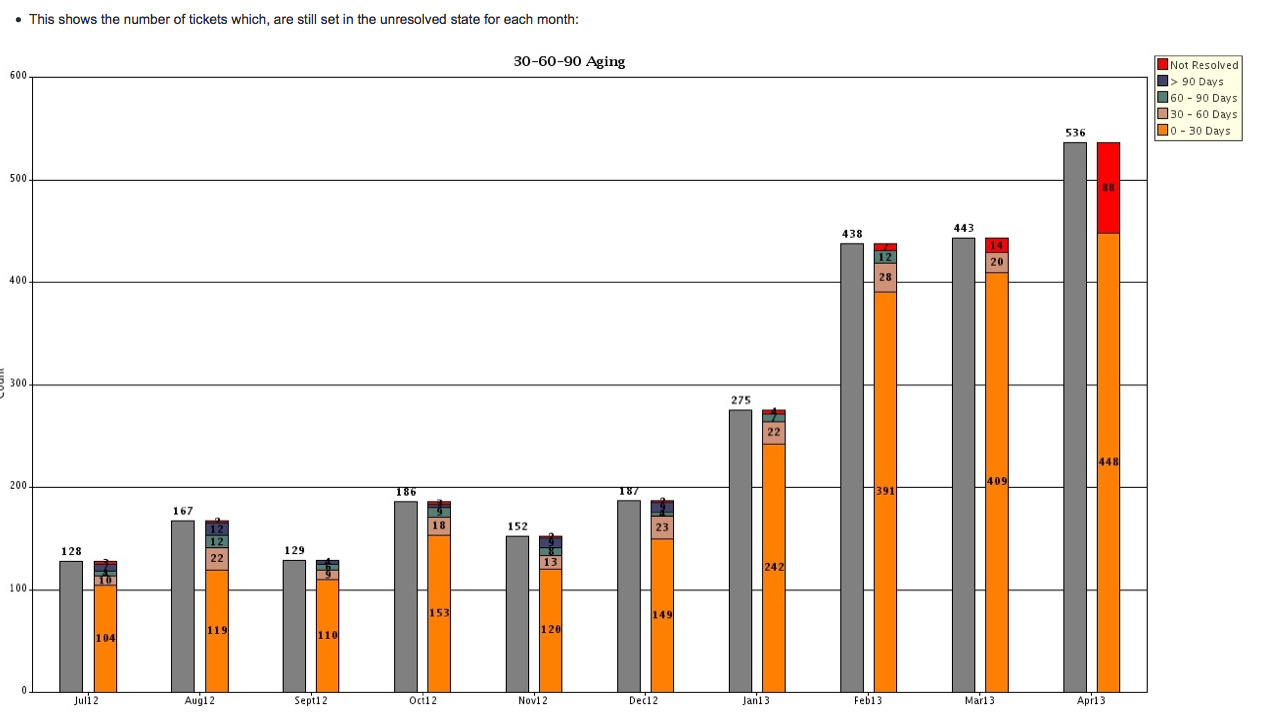 • This shows the number of tickets which, are still set in the unresolved state for each month:
30-60-90 Aging
Not Resolved
> 90 Days
60 - 90 Days
30 - 60 Days
0 - 30 Days
600
500
400
300
200
100
0
128
10
104
167
12
12
22
119
129
9
110
186
9
18
153
152
13
120
187
23
149
275
22
242
438
12
28
391
443
14
20
409
536
88
448
Jul12
Aug12
Sept12
Oct12
Nov12
Dec12
Jan13
Feb13
Mar13
Apr13